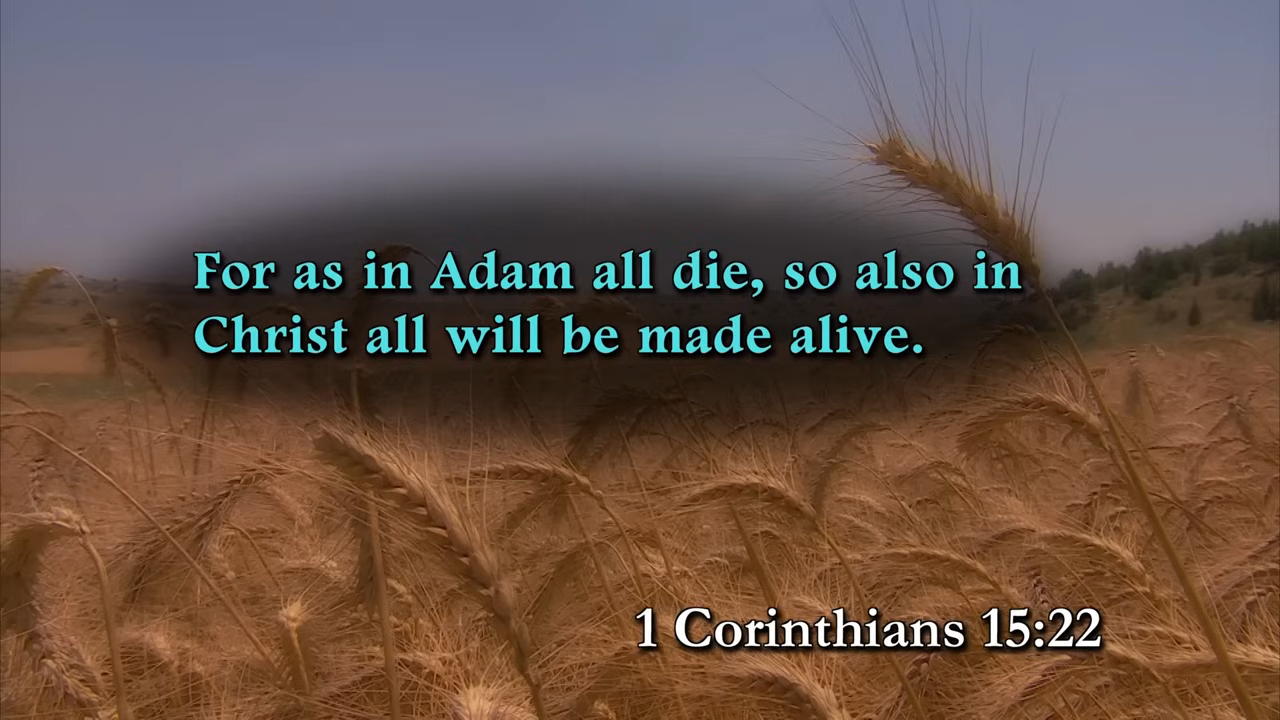 For as in Adam all die, so also in
Christ all will be made alive.
1 Corinthians 15:22